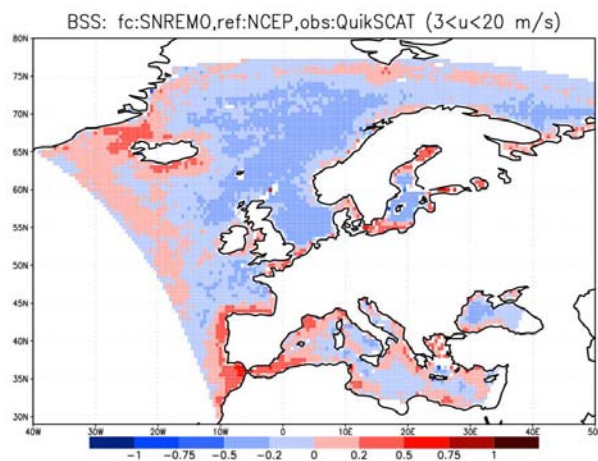 BSS: fc:SNREMO,ref:NCEP,obs:QuikSCAT (3<u<20 m/s)
80N
75N
70N
65N
60N
55N
50N
45N
40N
35N
30N
40W 30W 20W 10W 0 10E 20E 30E 40E 50E
-1 -0.75 -0.5 -0.2 0 0.2 0.5 0.75 1